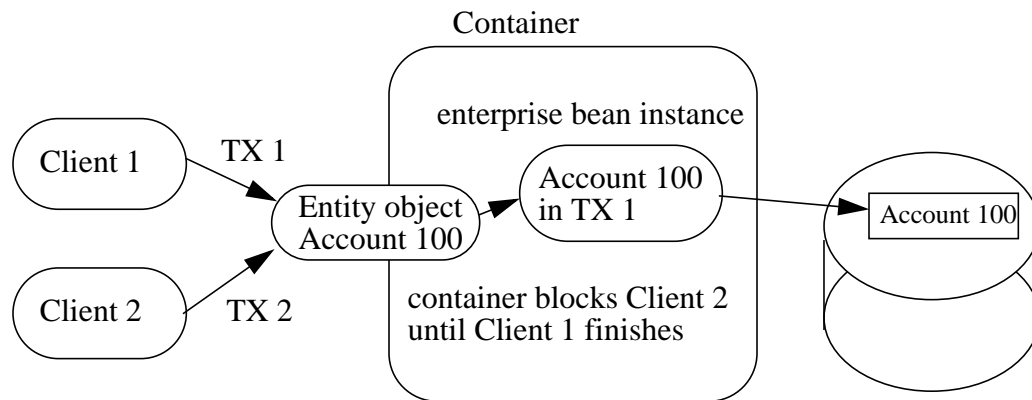 Container
enterprise bean instance
Client 1
TX 1
Entity object
Account 100
Account 100
in TX 1
Account 100
Client 2
TX 2
container blocks Client 2
until Client 1 finishes